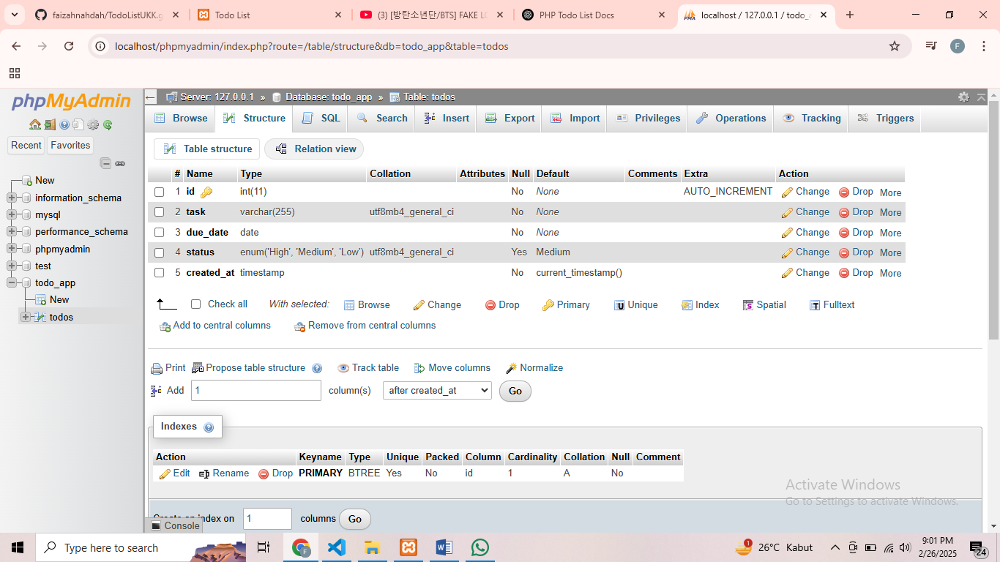 faizahnahdah/TodoListUKK.g
Todo List
(3) [방탄소년단/BTS] FAKE LO
PHP Todo List Docs
localhost / 127.0.0.1 / todo_a
localhost/phpmyadmin/index.php?route=/table/structure&db=todo_app&table=todos
F
phpMyAdmin
Recent Favorites
New
information_schema
mysql
performance_schema
phpmyadmin
test
todo_app
New
todos
Server: 127.0.0.1 » Database: todo_app » Table: todos
Browse Structure SQL Search Insert Export Import Privileges Operations Tracking Triggers
Table structure Relation view
# Name Type Collation Attributes Null Default Comments Extra Action
1 id int(11) No None AUTO_INCREMENT Change Drop More
2 task varchar(255) utf8mb4_general_ci No None Change Drop More
3 due_date date No None Change Drop More
4 status enum('High', 'Medium', 'Low') utf8mb4_general_ci Yes Medium Change Drop More
5 created_at timestamp No current_timestamp() Change Drop More
Check all With selected: Browse Change Drop Primary Unique Index Spatial Fulltext
Add to central columns Remove from central columns
Print Propose table structure Track table Move columns Normalize
Add 1 column(s) after created_at Go
Indexes
Action Keyname Type Unique Packed Column Cardinality Collation Null Comment
Edit Rename Drop PRIMARY BTREE Yes No id 1 A No
Create an index on 1 columns Go
Console
Activate Windows
Go to Settings to activate Windows.
Type here to search
1
26°C Kabut
9:01 PM
2/26/2025
24